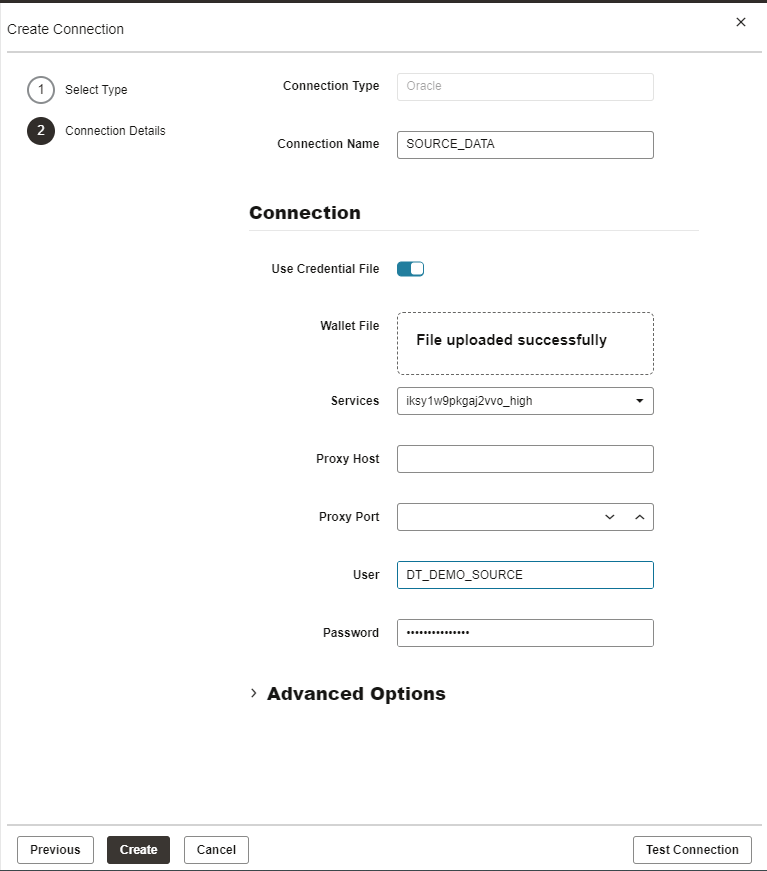 Create Connection
1 Select Type
2 Connection Details
Connection Type Oracle
Connection Name SOURCE_DATA
Connection
Use Credential File
Wallet File File uploaded successfully
Services iksy1w9pkgaj2vvo_high
Proxy Host
Proxy Port
User DT_DEMO_SOURCE
Password •••••••••••••••
Advanced Options
Previous Create Cancel Test Connection